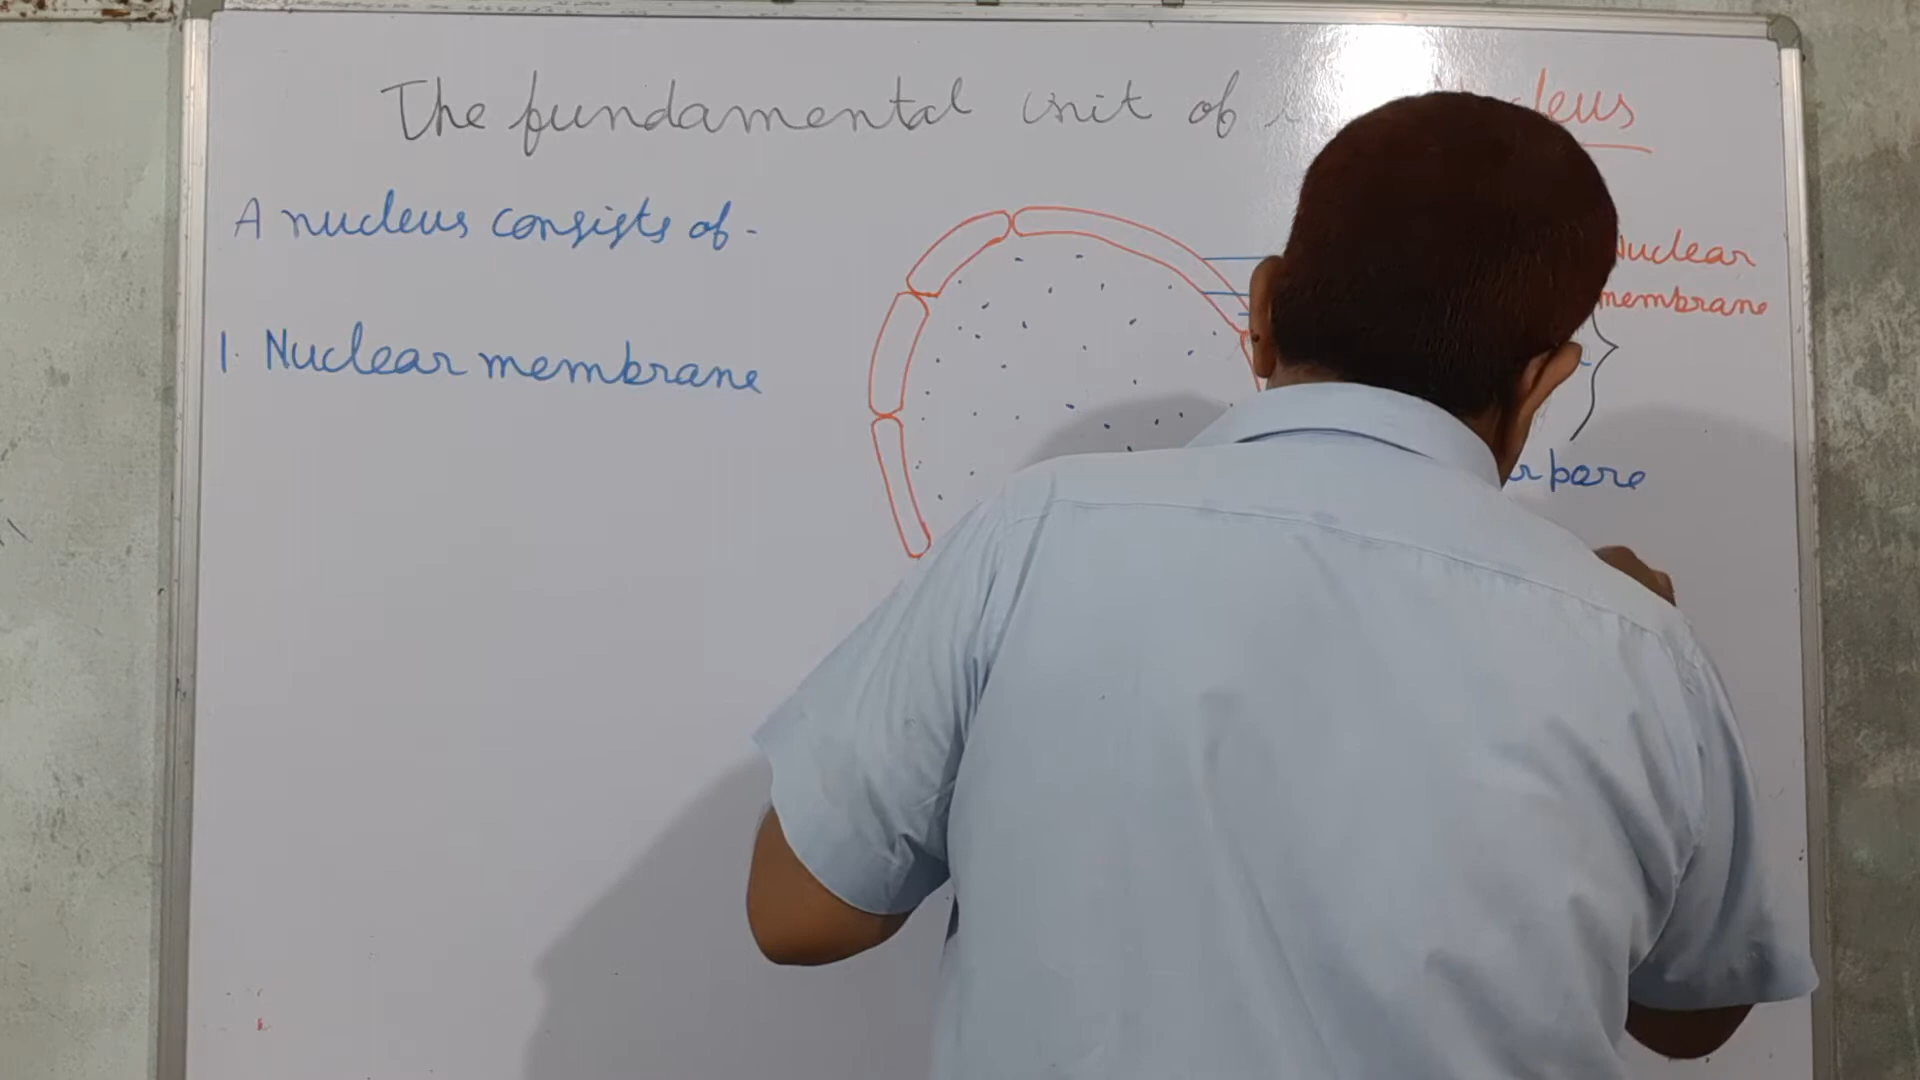 The fundamental unit of
A nucleus consists of -
Nuclear
membrane
1. Nuclear membrane
pore